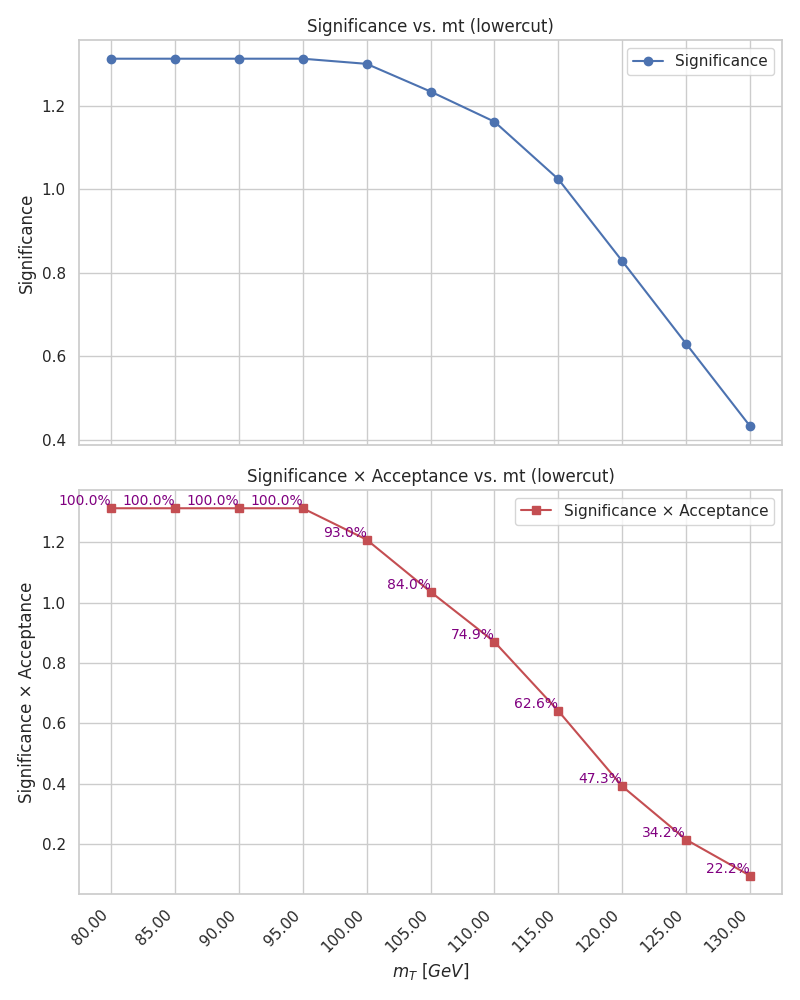 Significance vs. mt (lowercut)
Significance
Significance
1.2
1.0
0.8
0.6
0.4
Significance × Acceptance vs. mt (lowercut)
Significance × Acceptance
Significance × Acceptance
100.0% 100.0% 100.0% 100.0%
93.0%
84.0%
74.9%
62.6%
47.3%
34.2%
22.2%
1.2
1.0
0.8
0.6
0.4
0.2
80.00 85.00 90.00 95.00 100.00 105.00 110.00 115.00 120.00 125.00 130.00
m_T [GeV]